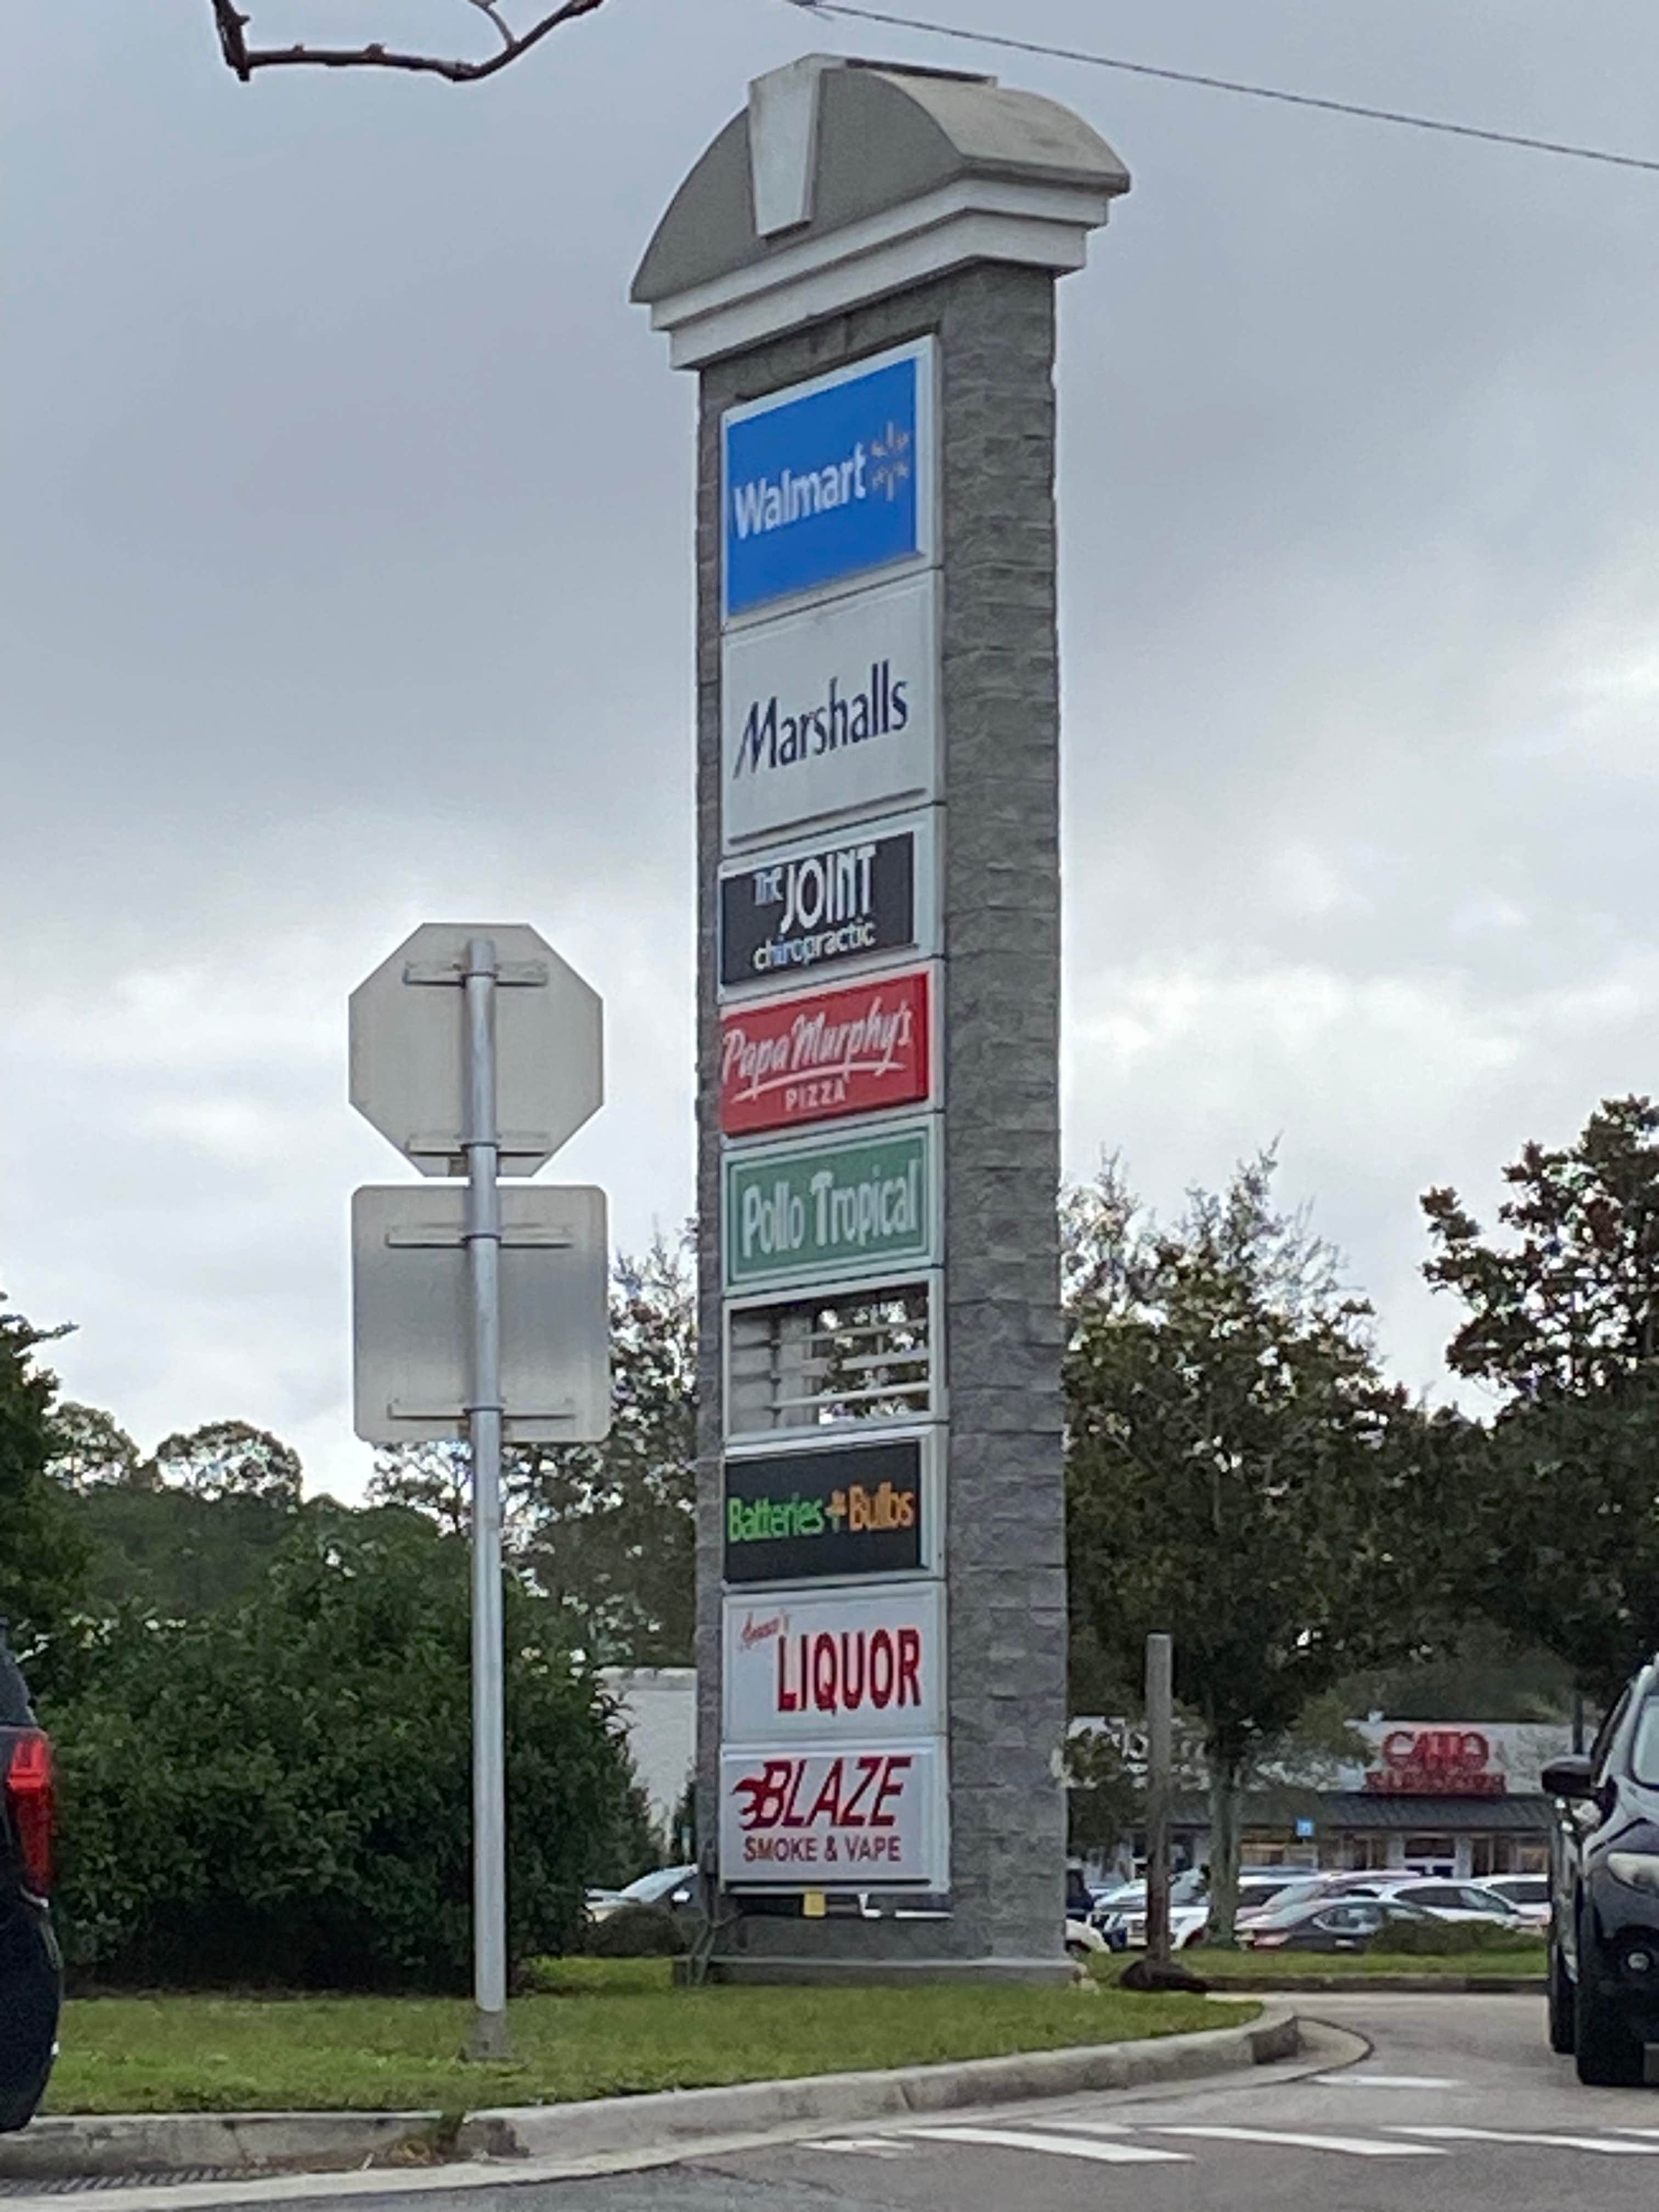 Walmart
Marshalls
THE JOINT
chiropractic
Papa Murphy's
PIZZA
Pollo Tropical
Batteries + Bulbs
LIQUOR
BLAZE
SMOKE & VAPE
CATO